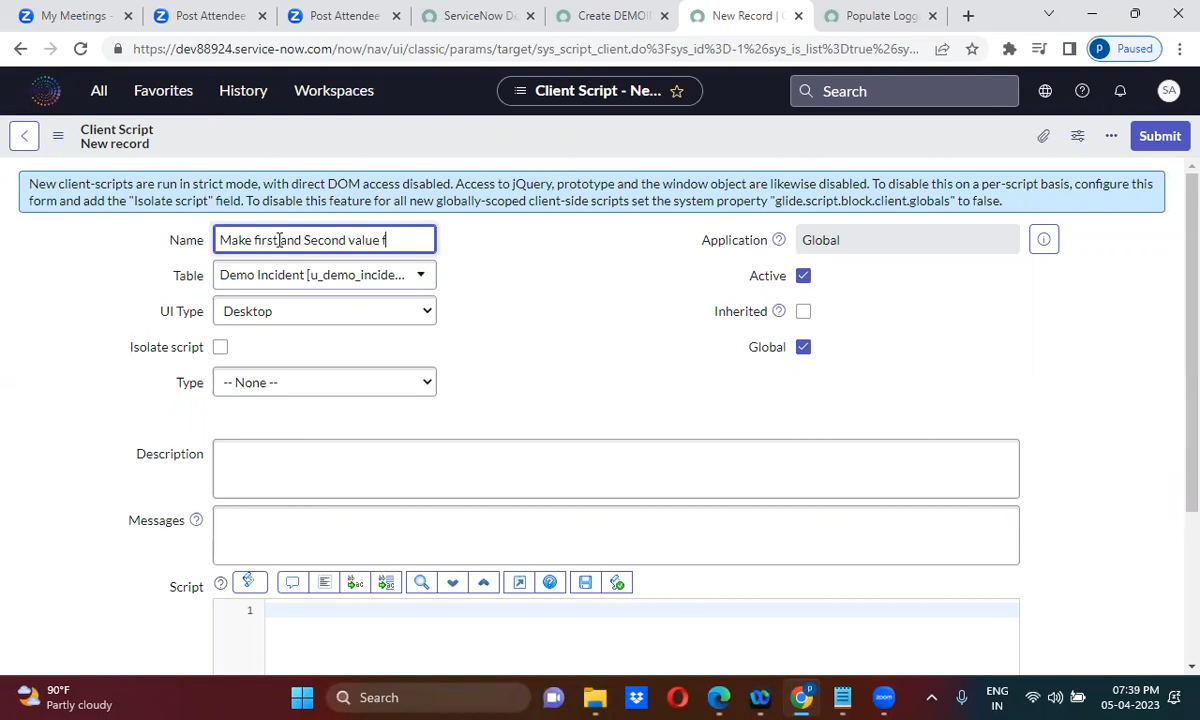 My Meetings -
Post Attendee
Post Attendee
ServiceNow De
Create DEMOI
New Record | C
Populate Logg
https://dev88924.service-now.com/now/nav/ui/classic/params/target/sys_script_client.do%3Fsys_id%3D-1%26sys_is_list%3Dtrue%26sy...
Paused
All
Favorites
History
Workspaces
Client Script - Ne...
Search
SA
Client Script
New record
Submit
New client-scripts are run in strict mode, with direct DOM access disabled. Access to jQuery, prototype and the window object are likewise disabled. To disable this on a per-script basis, configure this
form and add the "Isolate script" field. To disable this feature for all new globally-scoped client-side scripts set the system property "glide.script.block.client.globals" to false.
Name
Make first and Second value f
Application
Global
Table
Demo Incident [u_demo_incide...
Active
UI Type
Desktop
Inherited
Isolate script
Global
Type
-- None --
Description
Messages
Script
1
90°F
Partly cloudy
Search
ENG
IN
07:39 PM
05-04-2023